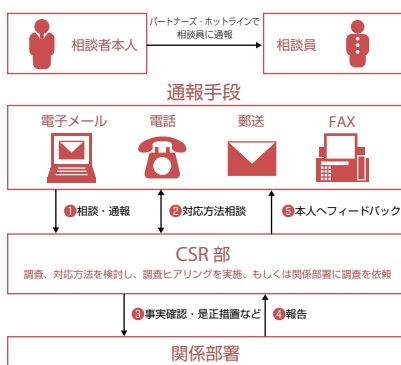 相談者本人
パートナーズ・ホットラインで
相談員に通報
相談員
通報手段
電子メール
電話
郵送
FAX
❶相談・通報
❷対応方法相談
❺本人へフィードバック
CSR 部
調査、対応方法を検討し、調査ヒアリングを実施、もしくは関係部署に調査を依頼
❸事実確認・是正措置など
❹報告
関係部署